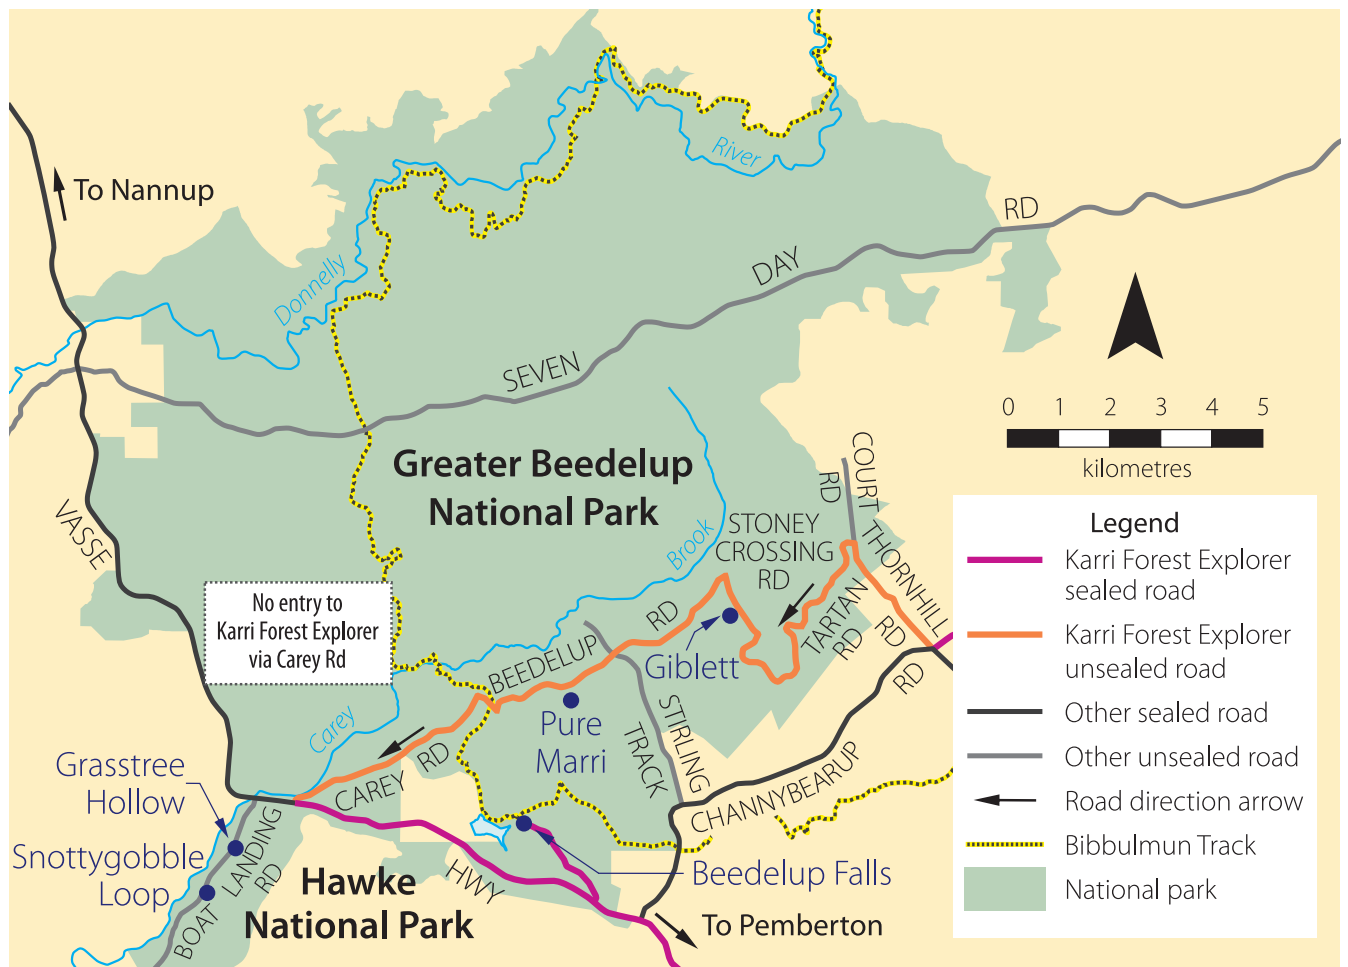 River
To Nannup
RD
DAY
Donnelly
SEVEN
0 1 2 3 4 5
kilometres
Greater Beedelup
National Park
COURT
RD
THORNHILL
RD
VASSE
Brook
STONEY
CROSSING
RD
TARTAN
RD
No entry to
Karri Forest Explorer
via Carey Rd
BEEDELUP
RD
Giblett
RD
Pure
Marri
STIRLING
TRACK
Carey
CAREY
RD
CHANNYBEARUP
Grasstree
Hollow
Snottygobble
Loop
LANDING
RD
BOAT
Hawke
National Park
HWY
Beedelup Falls
To Pemberton
Legend
Karri Forest Explorer
sealed road
Karri Forest Explorer
unsealed road
Other sealed road
Other unsealed road
Road direction arrow
Bibbulmun Track
National park